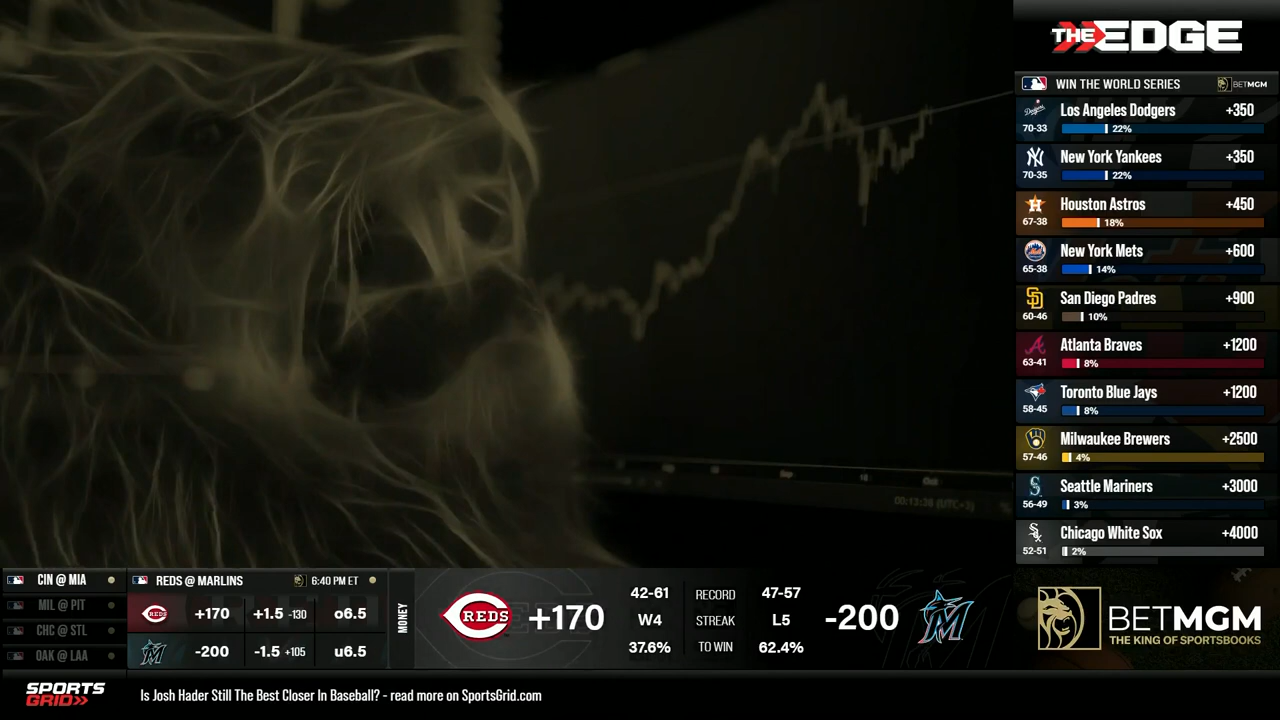 THE EDGE
WIN THE WORLD SERIES BETMGM
Los Angeles Dodgers +350
70-33 22%
New York Yankees +350
70-35 22%
Houston Astros +450
67-38 18%
New York Mets +600
65-38 14%
San Diego Padres +900
60-46 10%
Atlanta Braves +1200
63-41 8%
Toronto Blue Jays +1200
58-45 8%
Milwaukee Brewers +2500
57-46 4%
Seattle Mariners +3000
56-49 3%
Chicago White Sox +4000
52-51 2%
00:13:38 (UTC+3)
CIN @ MIA
MIL @ PIT
CHC @ STL
OAK @ LAA
REDS @ MARLINS 6:40 PM ET
REDS +170 +1.5 -130 o6.5
-200 -1.5 +105 u6.5
MONEY
REDS +170
42-61 RECORD 47-57
W4 STREAK L5
37.6% TO WIN 62.4%
-200
BETMGM
THE KING OF SPORTSBOOKS
SPORTS
GRID
Is Josh Hader Still The Best Closer In Baseball? - read more on SportsGrid.com